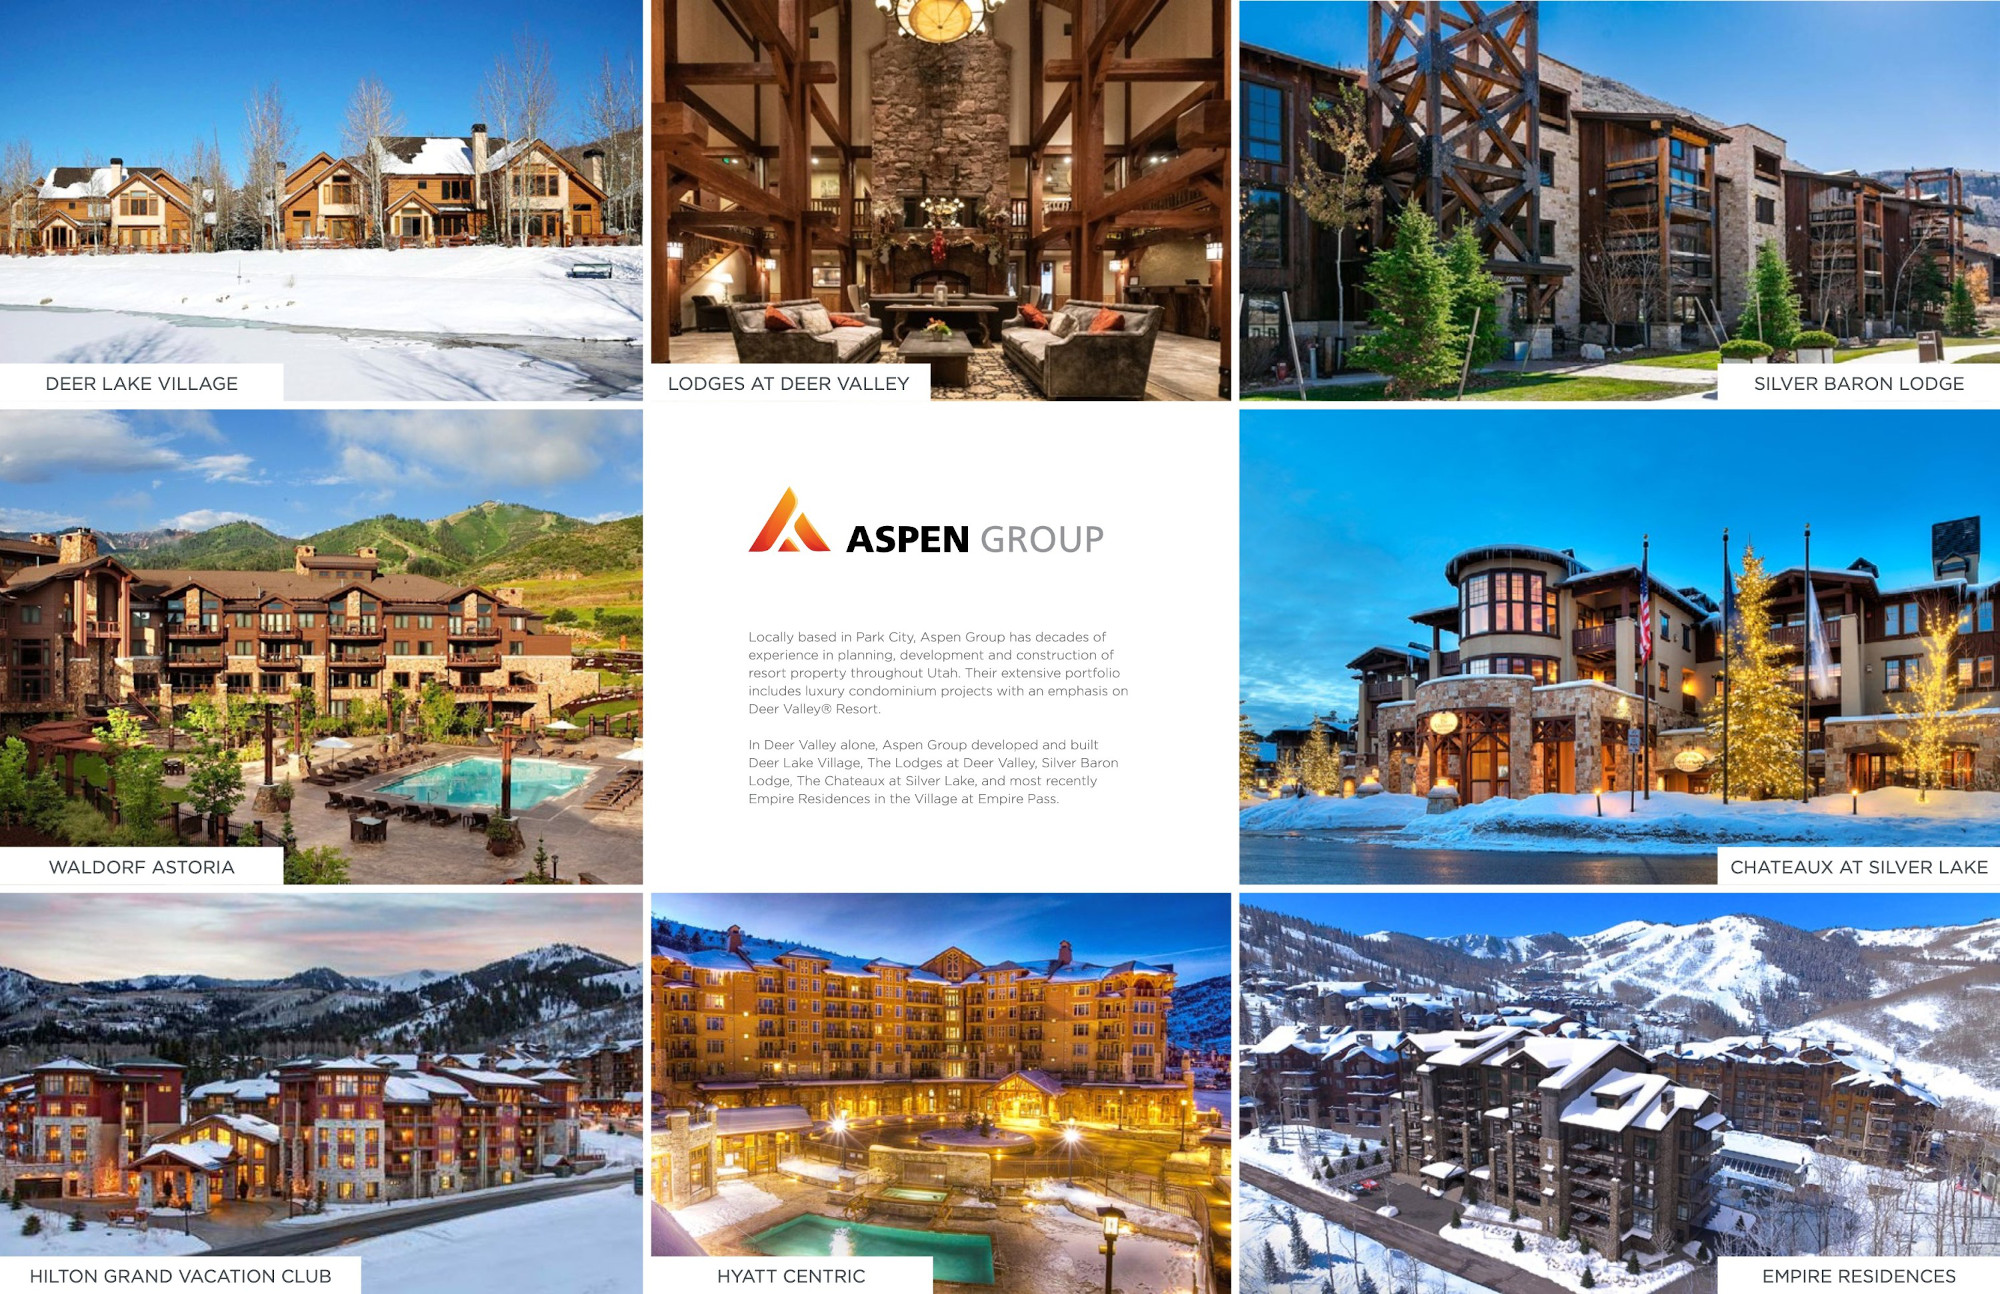 DEER LAKE VILLAGE
LODGES AT DEER VALLEY
SILVER BARON LODGE
WALDORF ASTORIA
ASPEN GROUP
Locally based in Park City, Aspen Group has decades of
experience in planning, development and construction of
resort property throughout Utah. Their extensive portfolio
includes luxury condominium projects with an emphasis on
Deer Valley® Resort.
In Deer Valley alone, Aspen Group developed and built
Deer Lake Village, The Lodges at Deer Valley, Silver Baron
Lodge, The Chateaux at Silver Lake, and most recently
Empire Residences in the Village at Empire Pass.
CHATEAUX AT SILVER LAKE
HILTON GRAND VACATION CLUB
HYATT CENTRIC
EMPIRE RESIDENCES